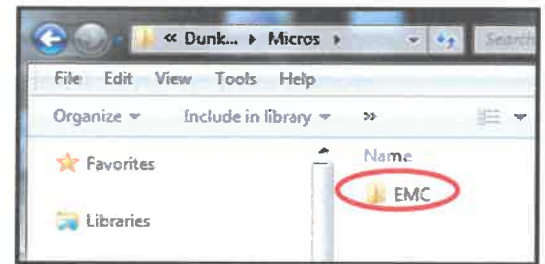 « Dunk... ▸ Micros ▸ Search
File Edit View Tools Help
Organize ▾ Include in library ▾ »
Favorites Name
EMC
Libraries